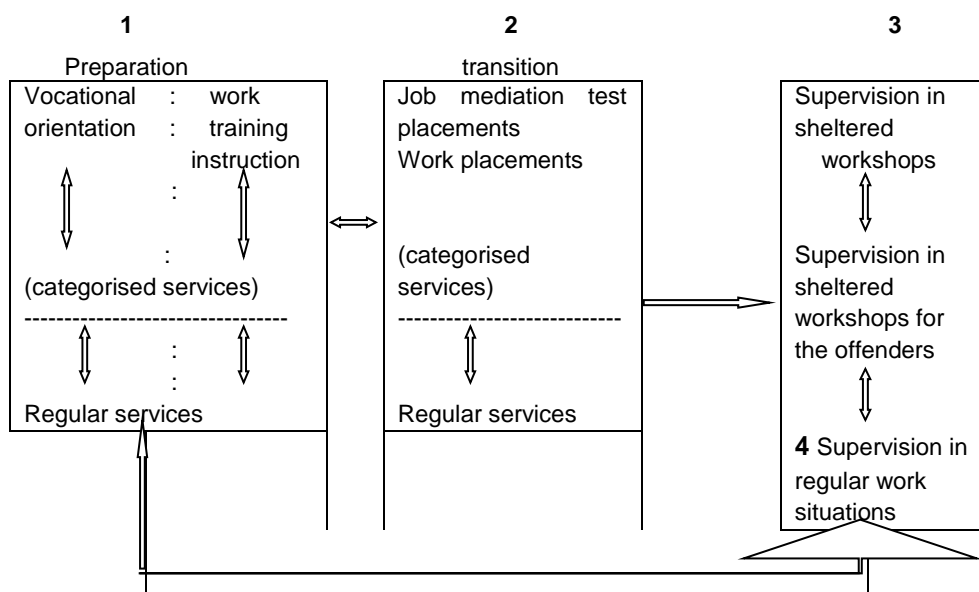 1
2
3
Preparation
transition
Vocational : work
orientation : training
instruction
:
:
(categorised services)
-----------------------------
:
:
Regular services
Job mediation test
placements
Work placements
(categorised
services)
-------------------------
Regular services
Supervision in
sheltered
workshops
Supervision in
sheltered
workshops for
the offenders
4 Supervision in
regular work
situations